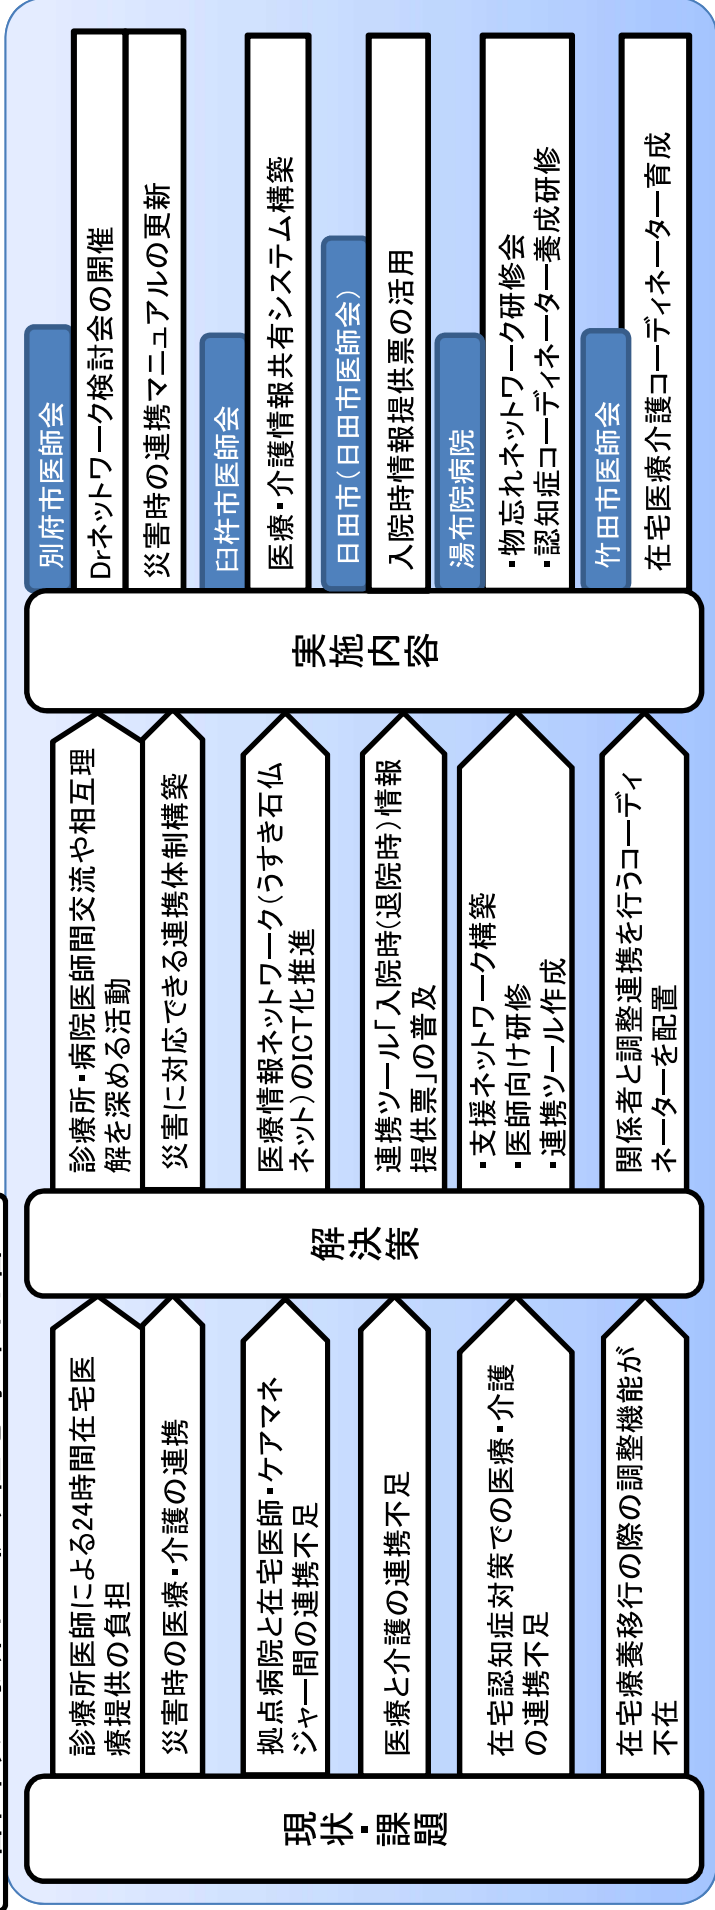 現状・課題
診療所医師による24時間在宅医
療提供の負担
災害時の医療・介護の連携
拠点病院と在宅医師・ケアマネ
ジャー間の連携不足
医療と介護の連携不足
在宅認知症対策での医療・介護
の連携不足
在宅療養移行の際の調整機能が
不在
解決策
診療所・病院医師間交流や相互理
解を深める活動
災害に対応できる連携体制構築
医療情報ネットワーク(うすき石仏
ネット)のICT化推進
連携ツール「入院時(退院時)情報
提供票」の普及
・支援ネットワーク構築
・医師向け研修
・連携ツール作成
関係者と調整連携を行うコーディ
ネーターを配置
実施内容
別府市医師会
Drネットワーク検討会の開催
災害時の連携マニュアルの更新
臼杵市医師会
医療・介護情報共有システム構築
日田市(日田市医師会)
入院時情報提供票の活用
湯布院病院
・物忘れネットワーク研修会
・認知症コーディネーター養成研修
竹田市医師会
在宅医療介護コーディネーター育成